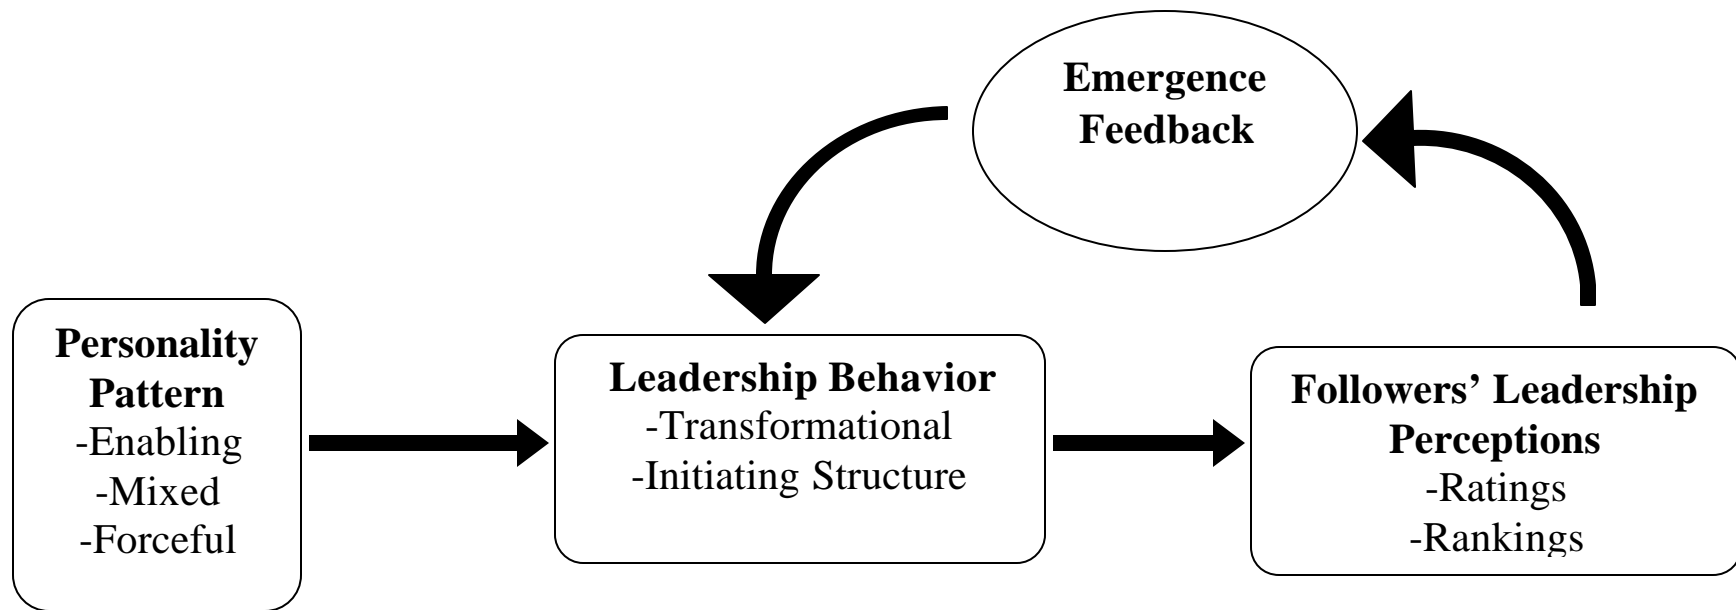 Emergence
Feedback
Personality
Pattern
-Enabling
-Mixed
-Forceful
Leadership Behavior
-Transformational
-Initiating Structure
Followers’ Leadership
Perceptions
-Ratings
-Rankings